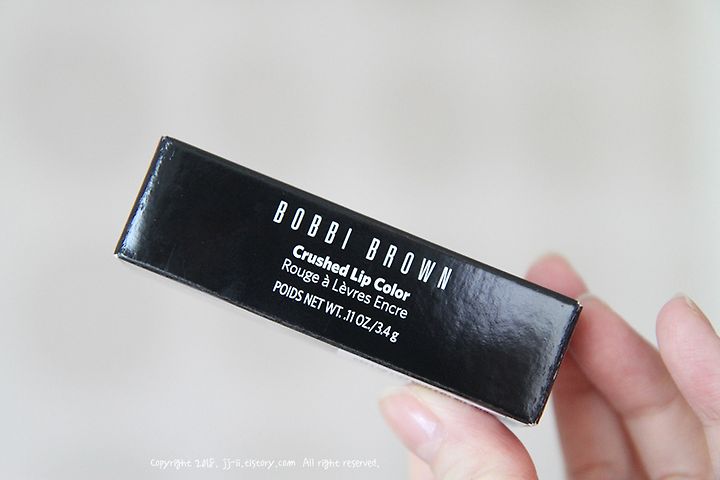 BOBBI BROWN
Crushed Lip Color
Rouge à Lèvres Encre
POIDS NET WT. .11 OZ./3.4 g
Copyright 2018. jj-ii.tistory.com All right reserved.